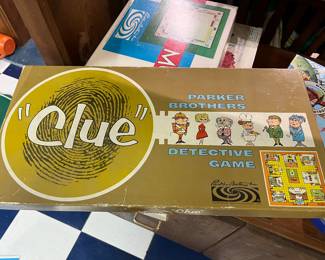 "Clue"
PARKER
BROTHERS
DETECTIVE
GAME
"Clue"